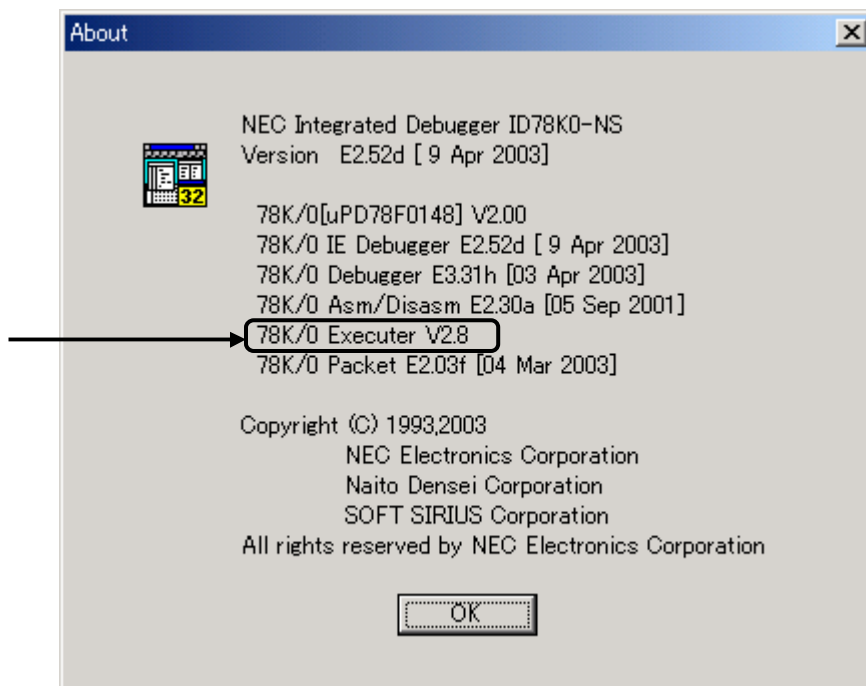 About
NEC Integrated Debugger ID78K0-NS
Version E2.52d [ 9 Apr 2003]
32
78K/0[uPD78F0148] V2.00
78K/0 IE Debugger E2.52d [ 9 Apr 2003]
78K/0 Debugger E3.31h [03 Apr 2003]
78K/0 Asm/Disasm E2.30a [05 Sep 2001]
78K/0 Executer V2.8
78K/0 Packet E2.03f [04 Mar 2003]
Copyright (C) 1993,2003
NEC Electronics Corporation
Naito Densei Corporation
SOFT SIRIUS Corporation
All rights reserved by NEC Electronics Corporation
OK